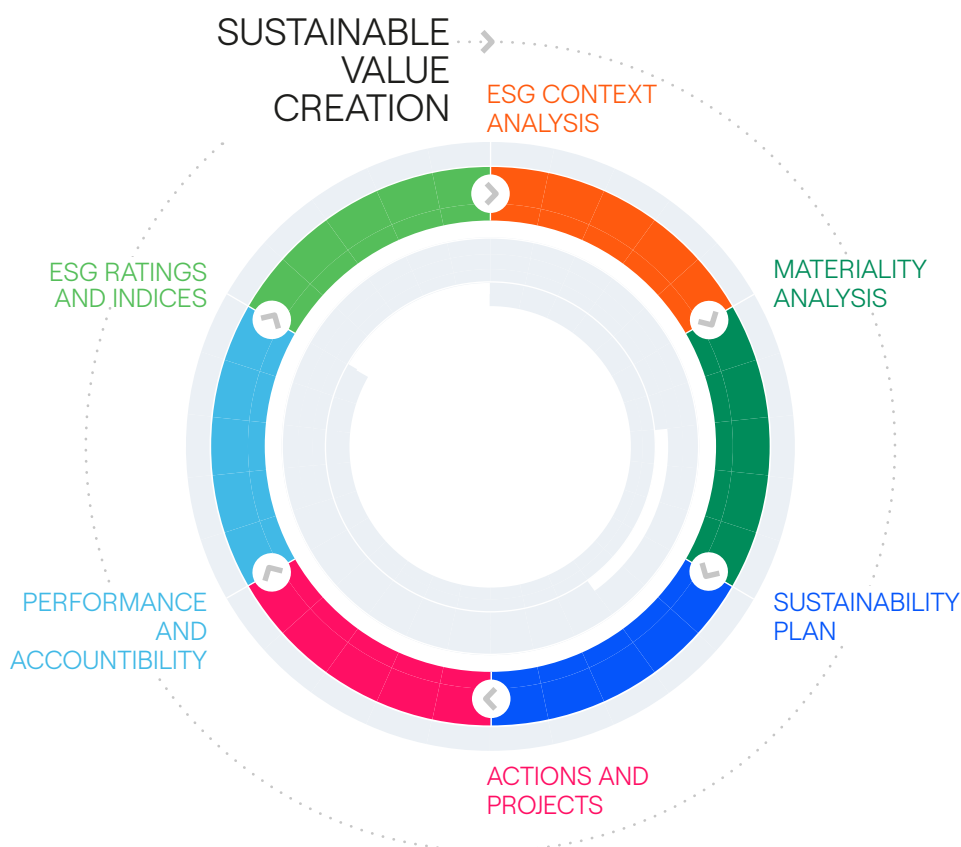 SUSTAINABLE
VALUE
CREATION
ESG CONTEXT
ANALYSIS
MATERIALITY
ANALYSIS
SUSTAINABILITY
PLAN
ACTIONS AND
PROJECTS
PERFORMANCE
AND
ACCOUNTIBILITY
ESG RATINGS
AND INDICES